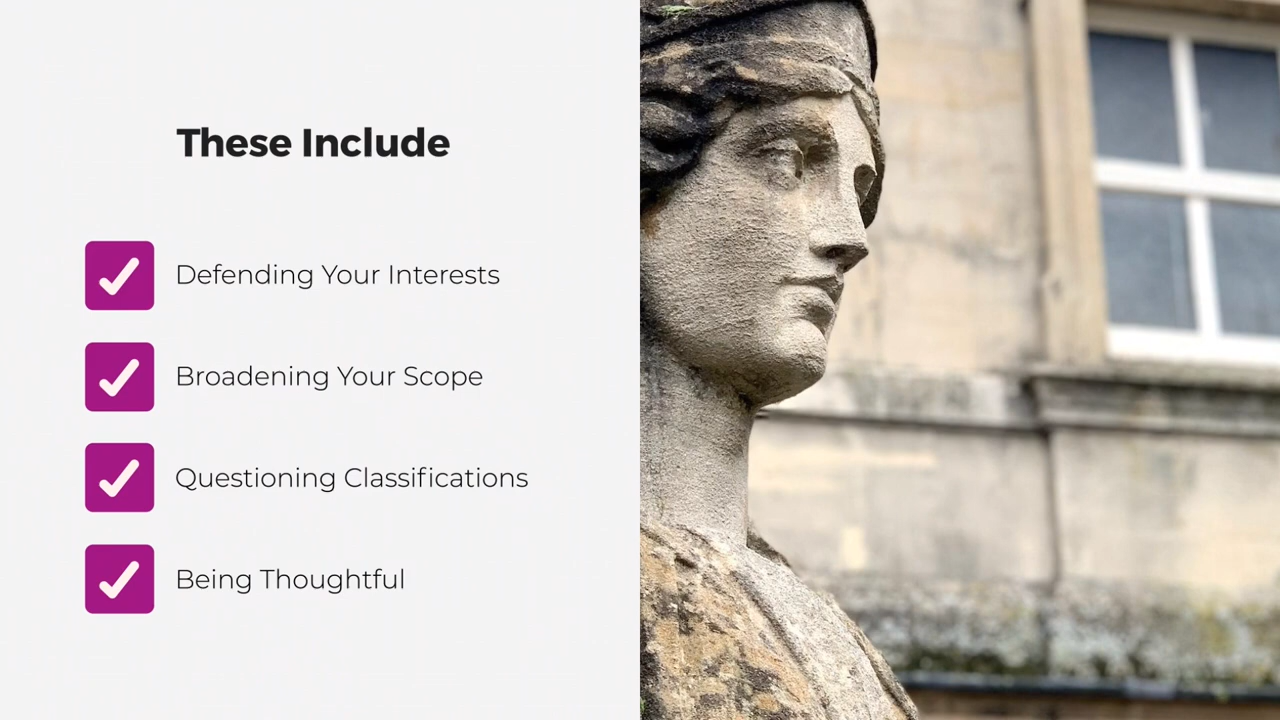 These Include
Defending Your Interests
Broadening Your Scope
Questioning Classifications
Being Thoughtful